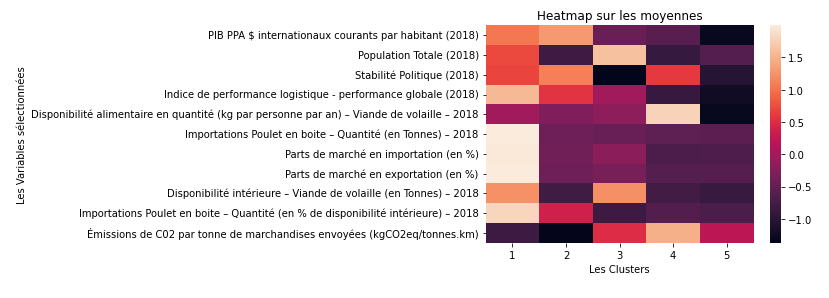 Heatmap sur les moyennes
Les Variables sélectionnées
PIB PPA $ internationaux courants par habitant (2018)
Population Totale (2018)
Stabilité Politique (2018)
Indice de performance logistique - performance globale (2018)
Disponibilité alimentaire en quantité (kg par personne par an) – Viande de volaille – 2018
Importations Poulet en boite – Quantité (en Tonnes) – 2018
Parts de marché en importation (en %)
Parts de marché en exportation (en %)
Disponibilité intérieure – Viande de volaille (en Tonnes) – 2018
Importations Poulet en boite – Quantité (en % de disponibilité intérieure) – 2018
Émissions de C02 par tonne de marchandises envoyées (kgCO2eq/tonnes.km)
1 2 3 4 5
Les Clusters
1.5
1.0
0.5
0.0
−0.5
−1.0